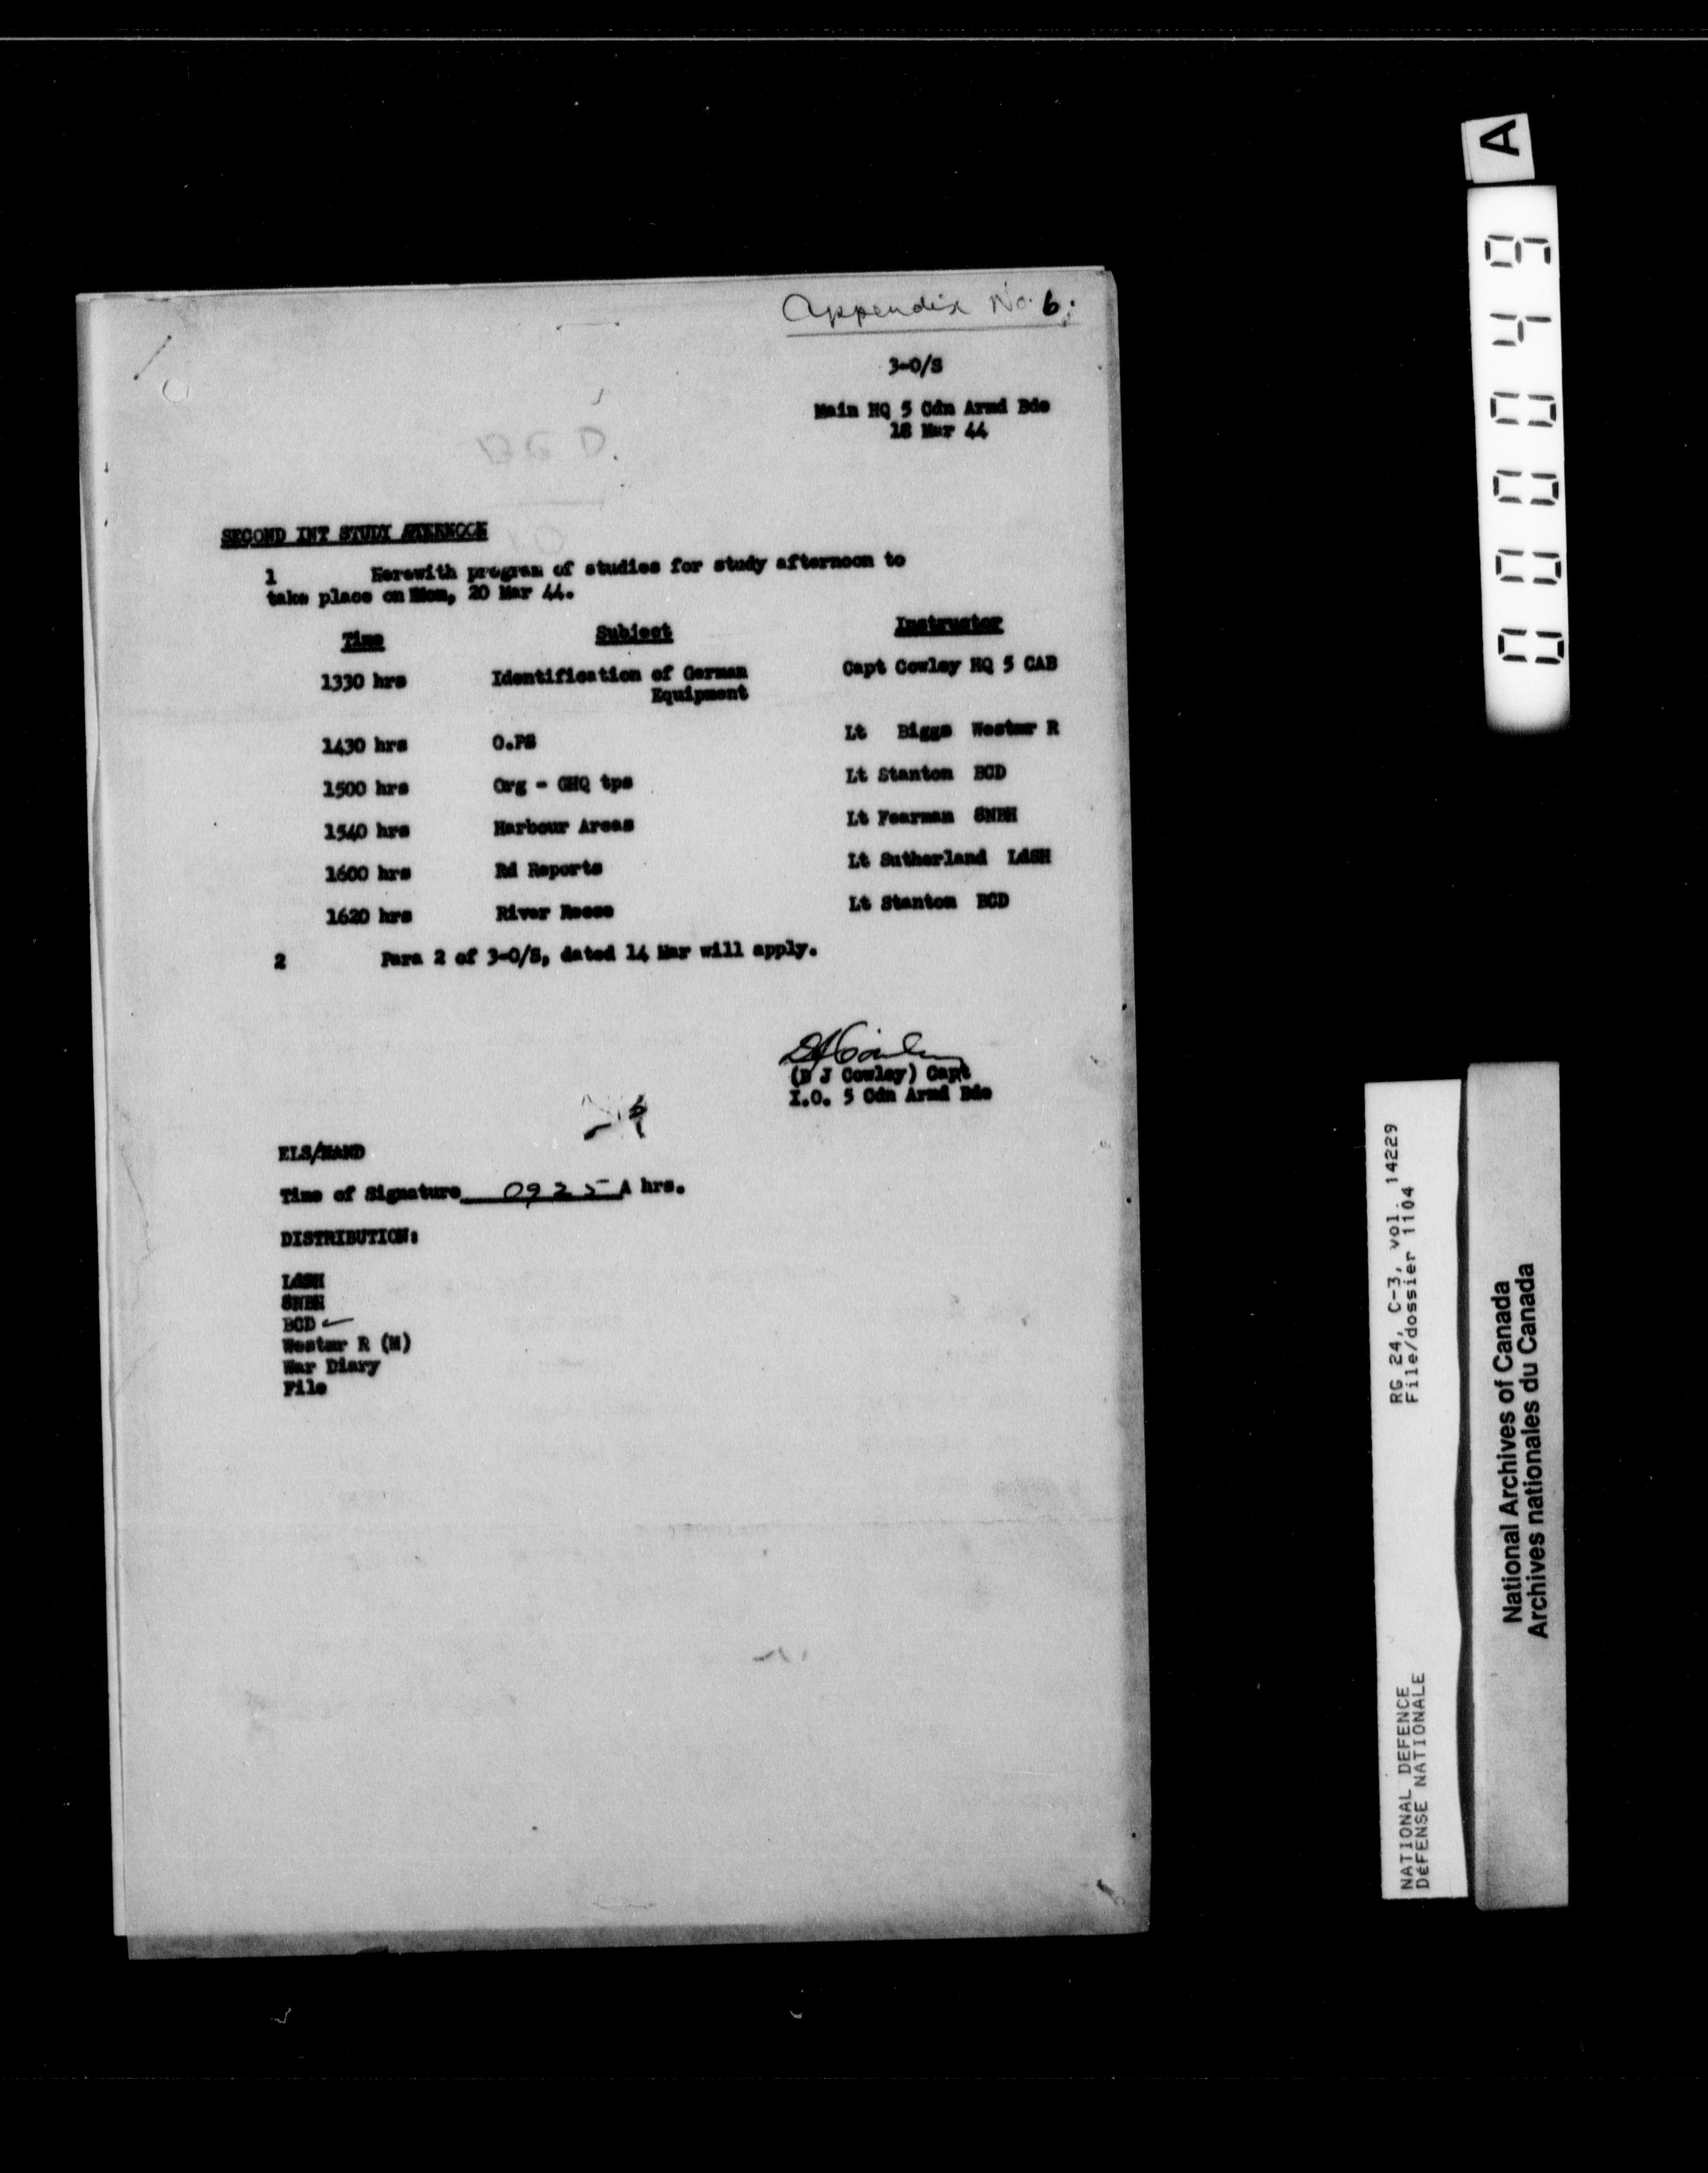 Appendix No. 6.
3-0/S
Main HQ 5 Cdn Armd Bde
18 Mar 44
SECOND INT STUDY AFTERNOON
1 Herewith program of studies for study afternoon to
take place on Mon, 20 Mar 44.
Time Subject Instructor
1330 hrs Identification of German Equipment Capt Cowley HQ 5 CAB
1430 hrs O.PS Lt Biggs Westmr R
1500 hrs Org - GHQ tps Lt Stanton BCD
1540 hrs Harbour Areas Lt Fearman 8NBH
1600 hrs Rd Reports Lt Sutherland LdSH
1620 hrs River Recce Lt Stanton BCD
2 Para 2 of 3-0/S, dated 14 Mar will apply.
(D J Cowley) Capt
I.O. 5 Cdn Armd Bde
ELS/
Time of Signature 0925 A hrs.
DISTRIBUTION:
LdSH
8NBH
BCD
Westmr R (M)
War Diary
File
A
000049
RG 24, C-3, vol. 14229
File/dossier 1104
NATIONAL DEFENCE
DéFENSE NATIONALE
National Archives of Canada
Archives nationales du Canada